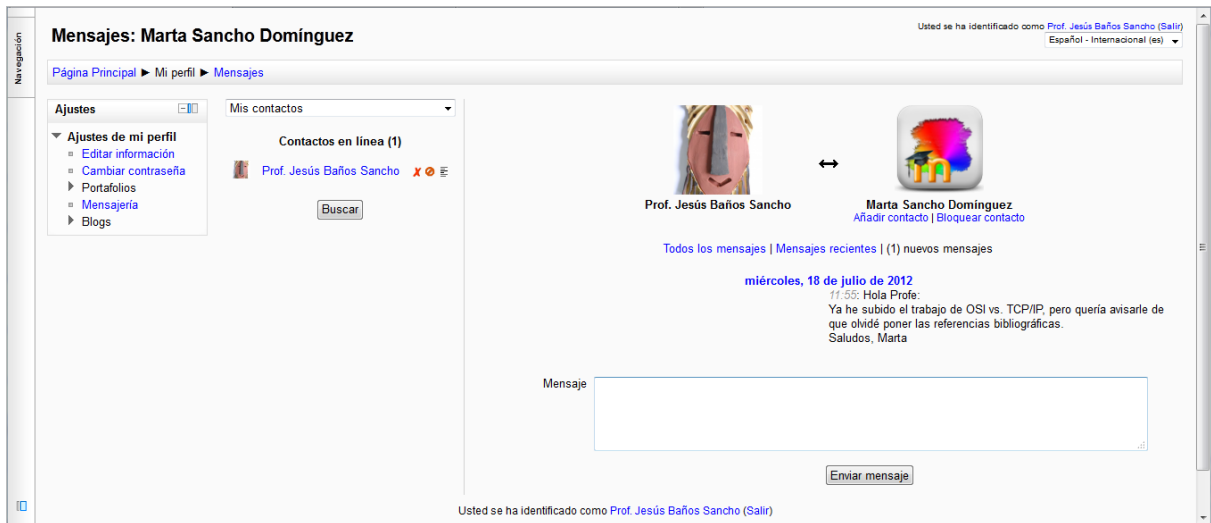 Navegación
Mensajes: Marta Sancho Domínguez
Usted se ha identificado como Prof. Jesús Baños Sancho (Salir)
Español - Internacional (es)
Página Principal ► Mi perfil ► Mensajes
Ajustes
Ajustes de mi perfil
Editar información
Cambiar contraseña
Portafolios
Mensajería
Blogs
Mis contactos
Contactos en línea (1)
Prof. Jesús Baños Sancho
Buscar
Prof. Jesús Baños Sancho
Marta Sancho Domínguez
Añadir contacto | Bloquear contacto
Todos los mensajes | Mensajes recientes | (1) nuevos mensajes
miércoles, 18 de julio de 2012
11:55: Hola Profe:
Ya he subido el trabajo de OSI vs. TCP/IP, pero quería avisarle de
que olvidé poner las referencias bibliográficas.
Saludos, Marta
Mensaje
Enviar mensaje
Usted se ha identificado como Prof. Jesús Baños Sancho (Salir)